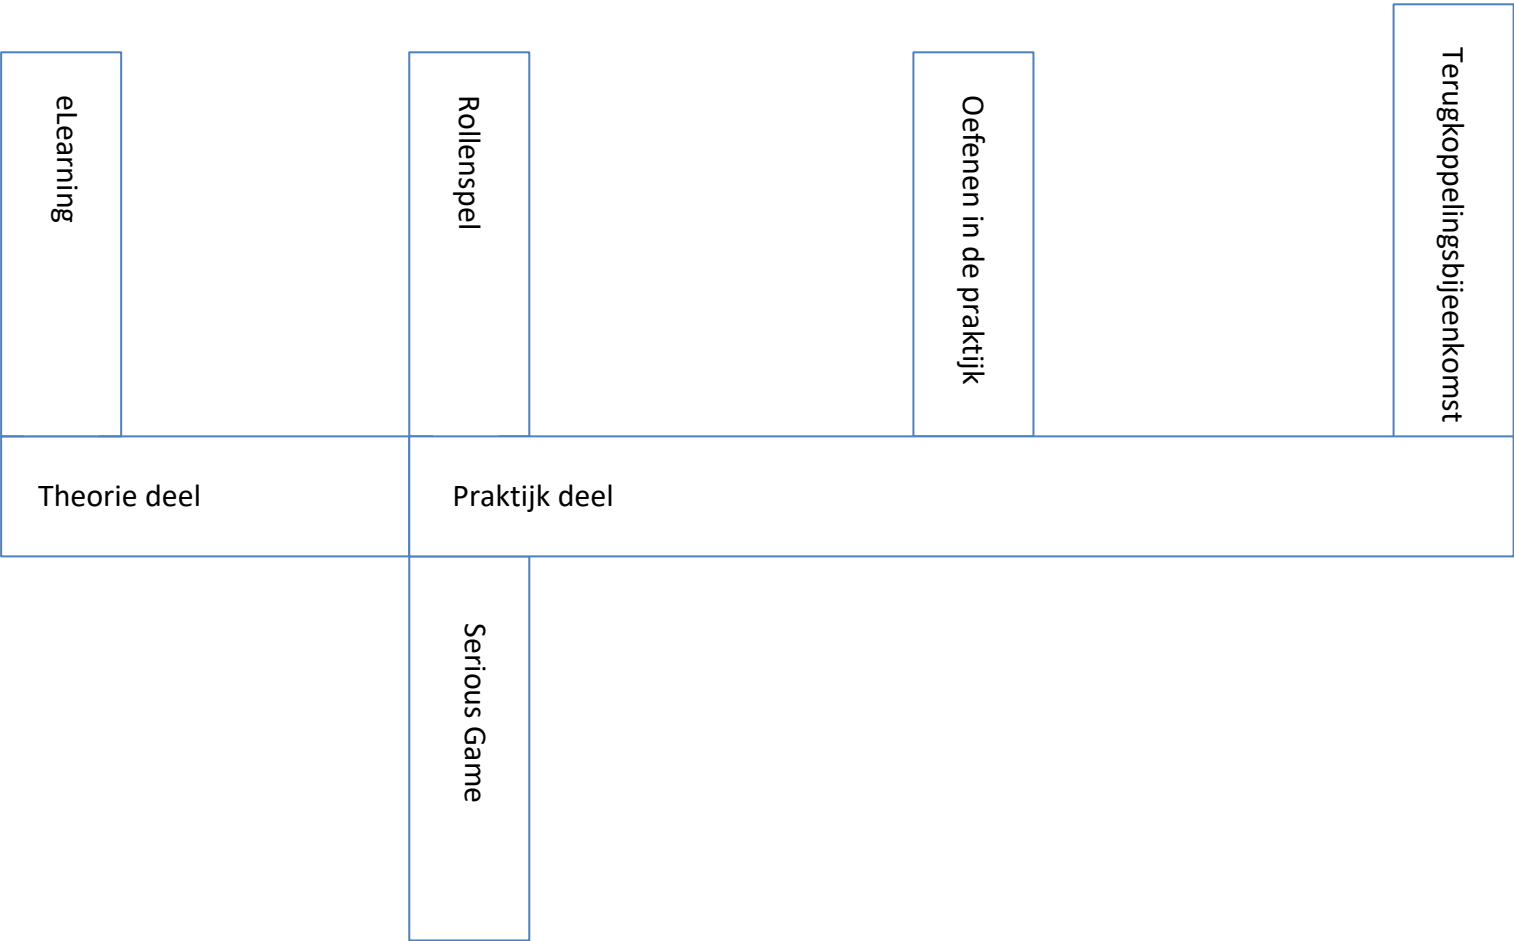 eLearning
Rollenspel
Oefenen in de praktijk
Terugkoppelingsbijeenkomst
Theorie deel
Praktijk deel
Serious Game